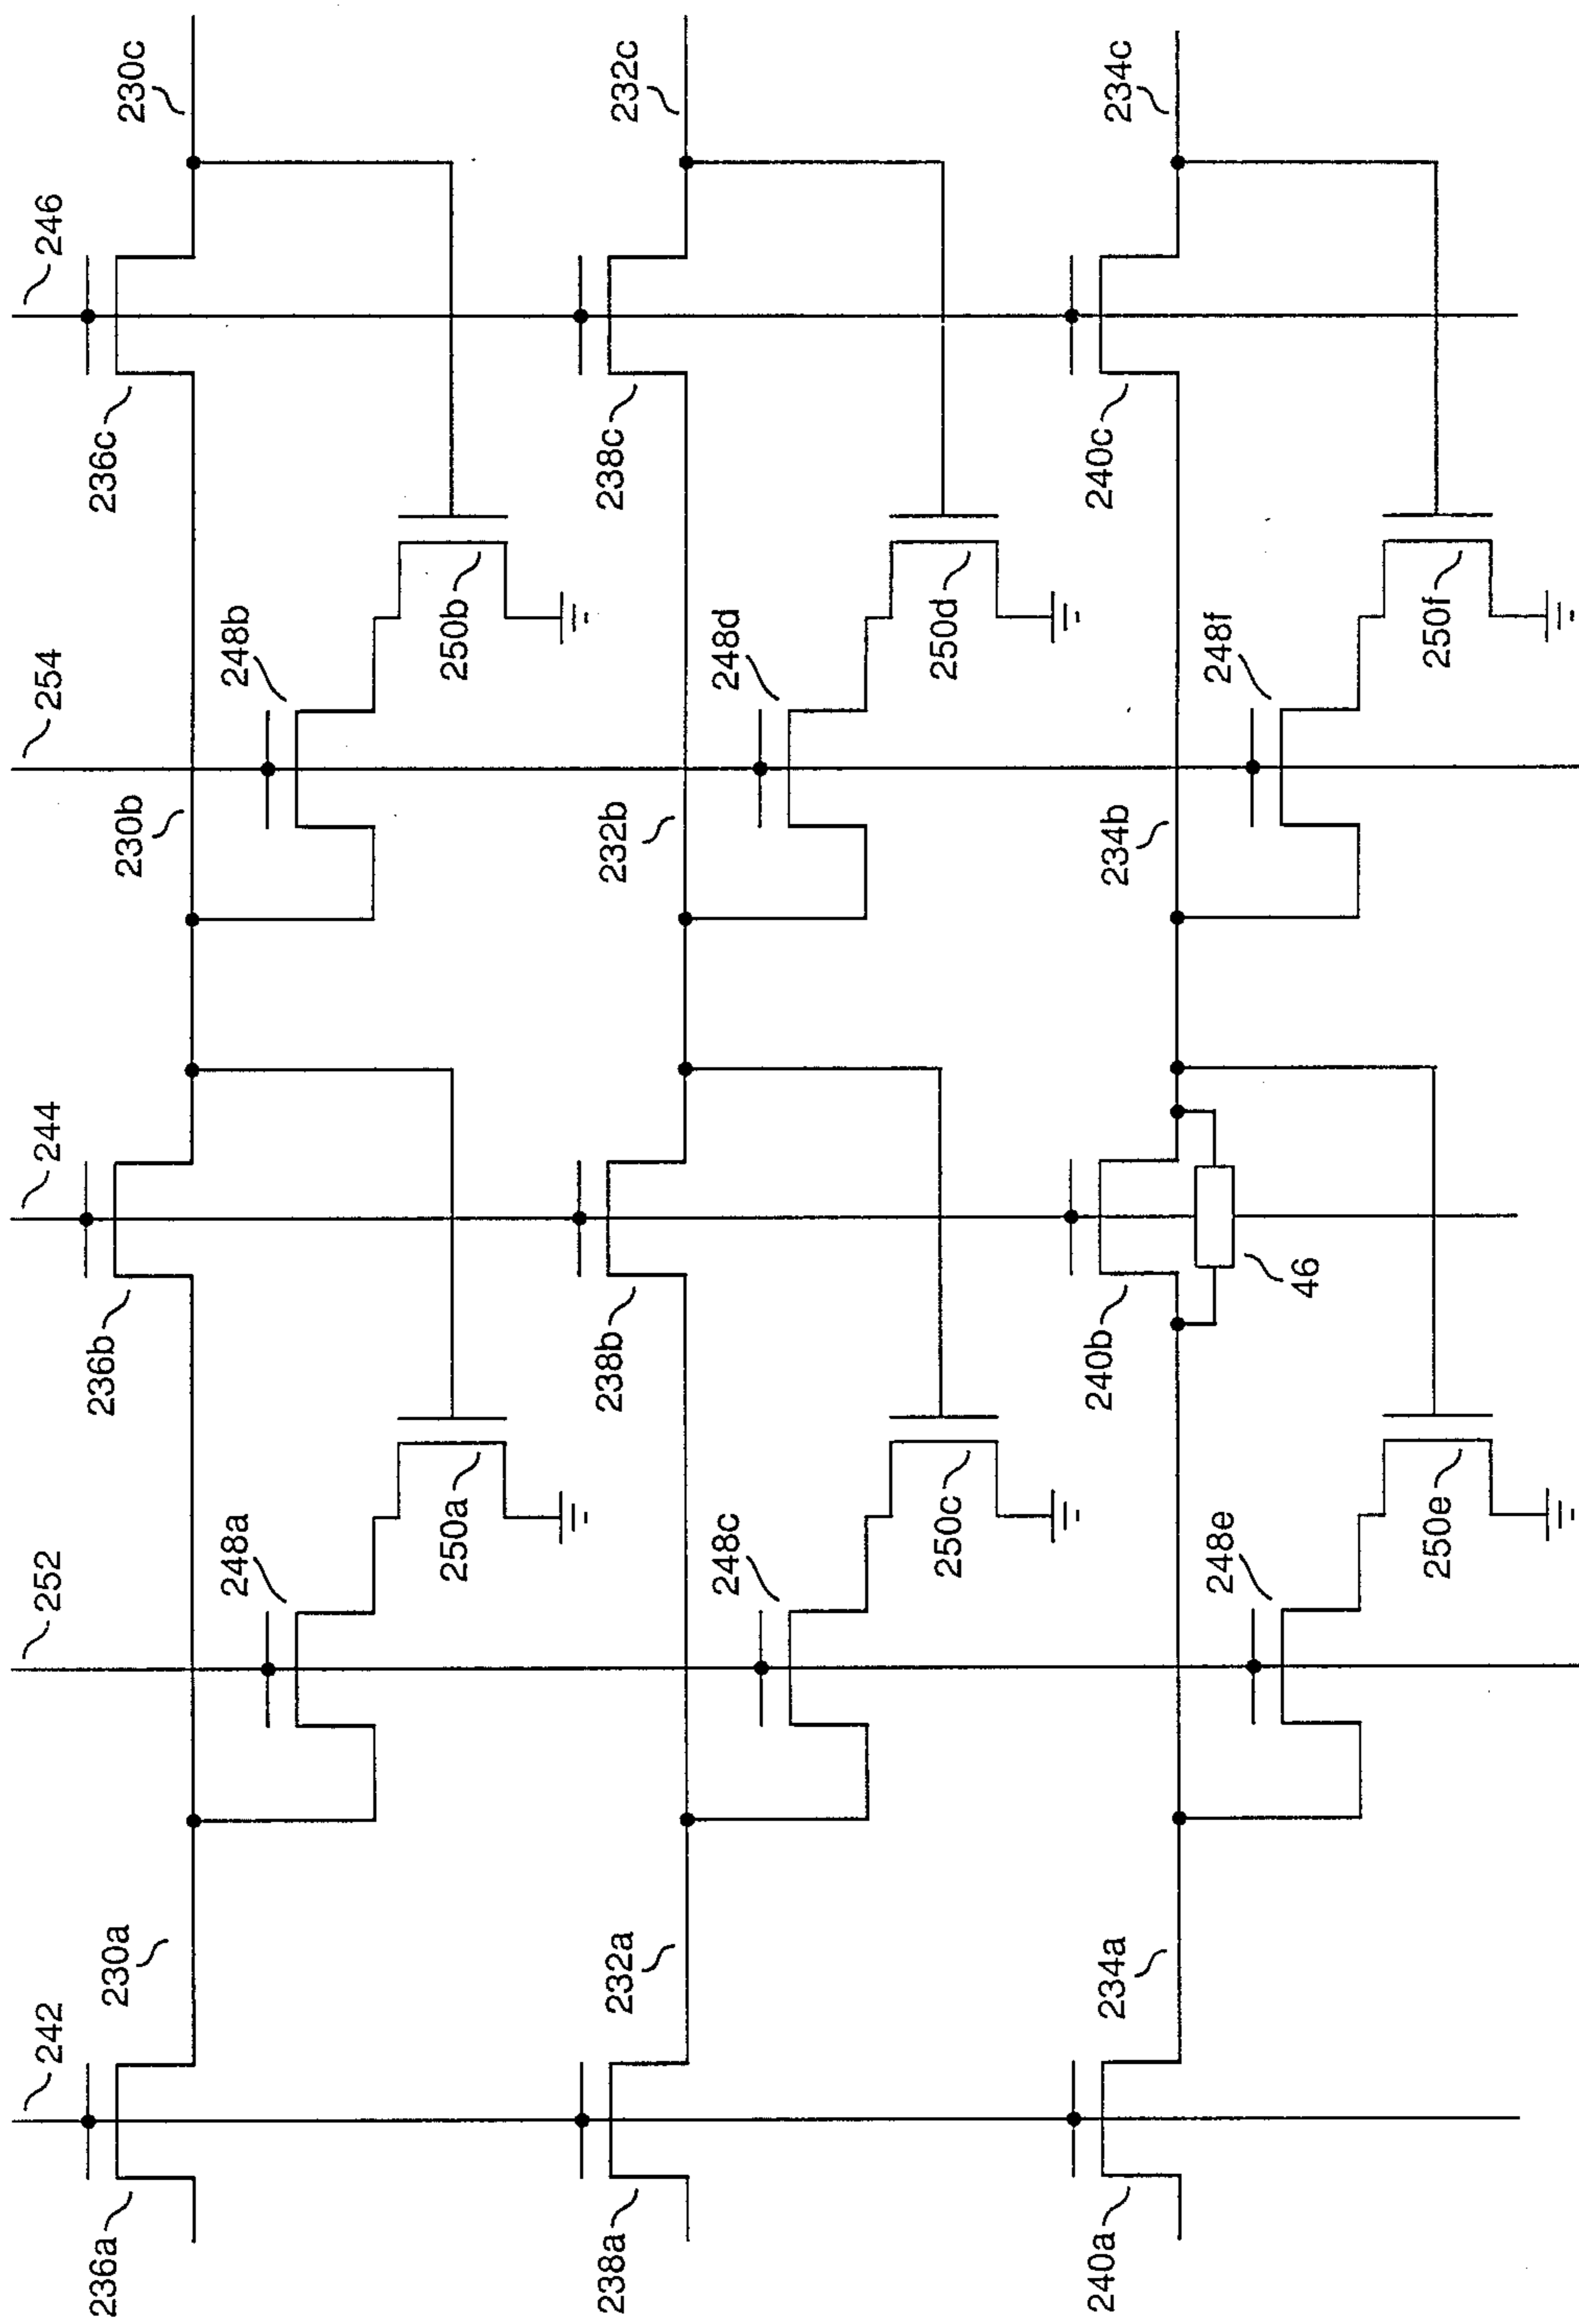 242 252 244 254 246
236a 230a 236b 230b 236c 230c
248a 248b
250a 250b
238a 232a 238b 232b 238c 232c
248c 248d
250c 250d
240a 234a 240b 234b 240c 234c
248e 248f
46
250e 250f